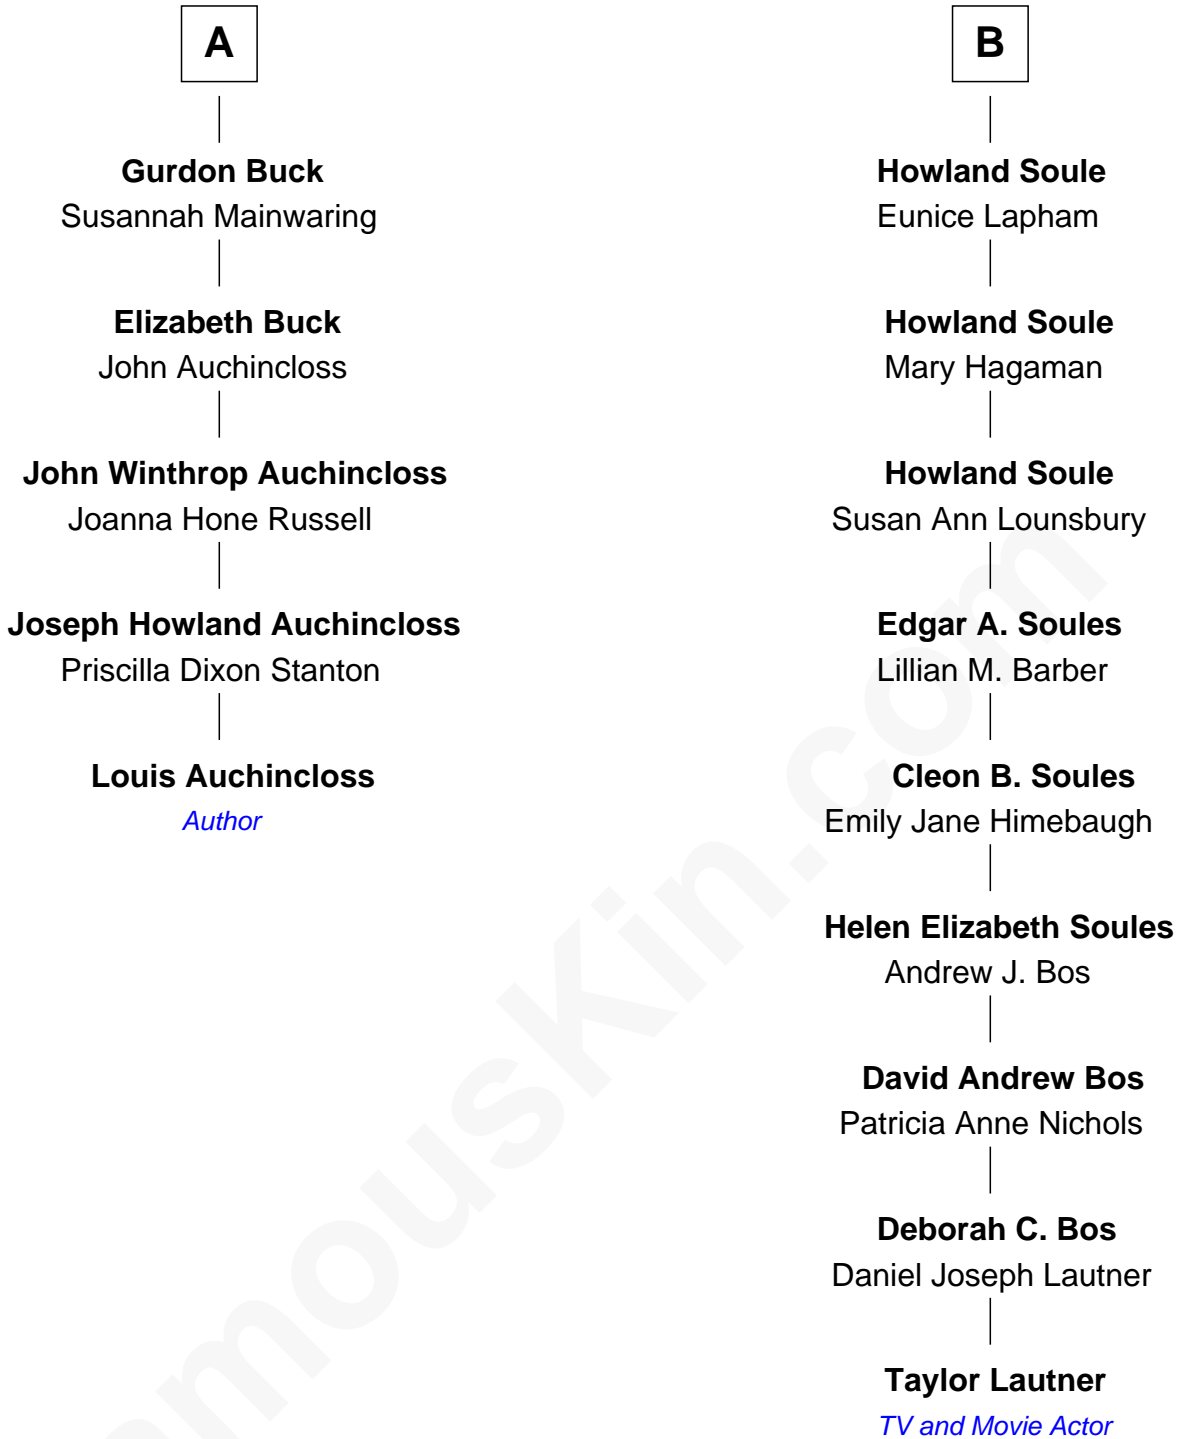 A
Gurdon Buck
Susannah Mainwaring
Elizabeth Buck
John Auchincloss
John Winthrop Auchincloss
Joanna Hone Russell
Joseph Howland Auchincloss
Priscilla Dixon Stanton
Louis Auchincloss
Author
B
Howland Soule
Eunice Lapham
Howland Soule
Mary Hagaman
Howland Soule
Susan Ann Lounsbury
Edgar A. Soules
Lillian M. Barber
Cleon B. Soules
Emily Jane Himebaugh
Helen Elizabeth Soules
Andrew J. Bos
David Andrew Bos
Patricia Anne Nichols
Deborah C. Bos
Daniel Joseph Lautner
Taylor Lautner
TV and Movie Actor
amouskin.com